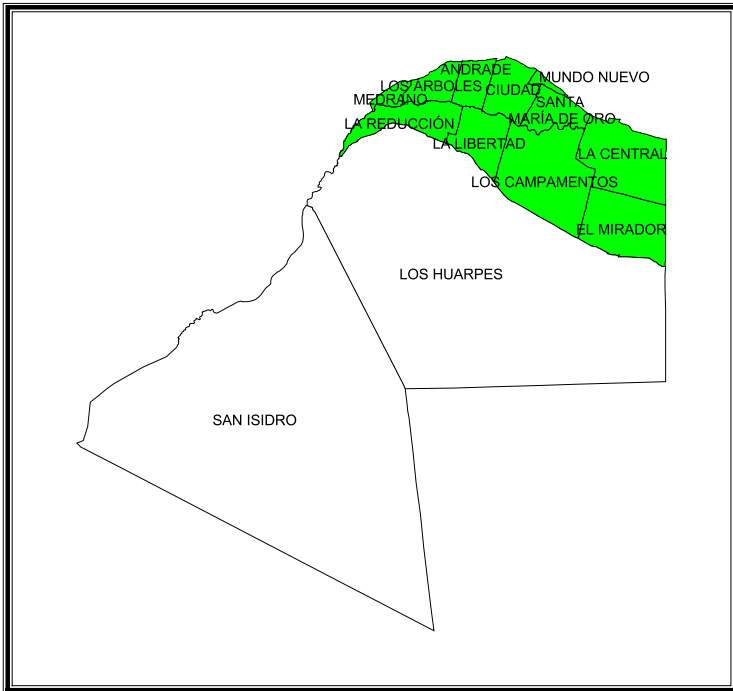 ANDRADE
MUNDO NUEVO
LOS ARBOLES
CIUDAD
MEDRANO
SANTA
MARÍA DE ORO
LA REDUCCIÓN
LA LIBERTAD
LA CENTRAL
LOS CAMPAMENTOS
EL MIRADOR
LOS HUARPES
SAN ISIDRO